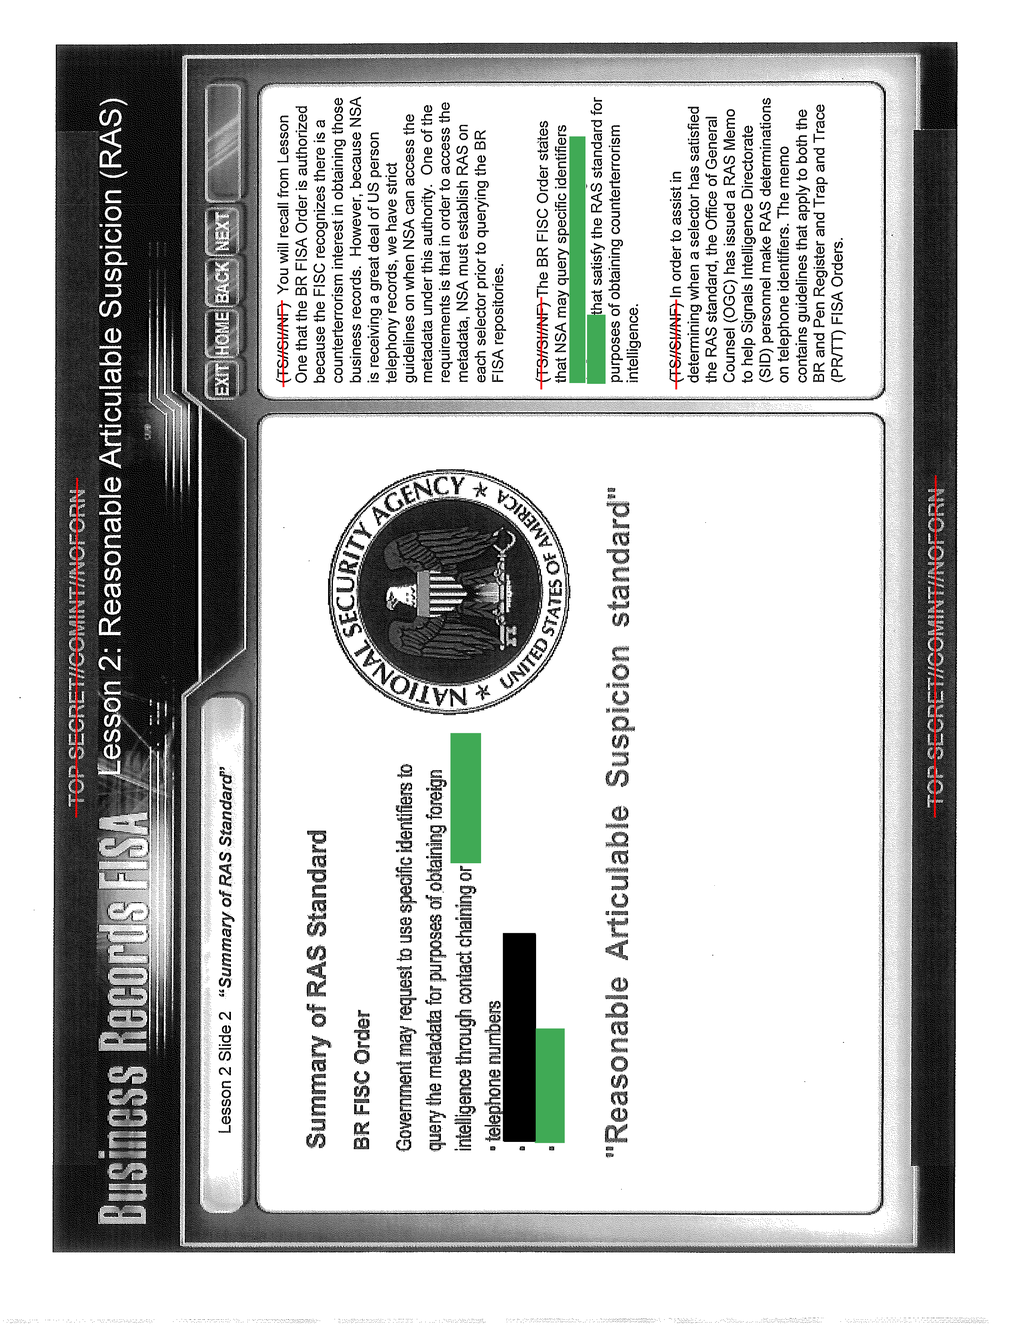 TOP SECRET//COMINT//NOFORN
Business Records FISA
Lesson 2: Reasonable Articulable Suspicion (RAS)
Lesson 2 Slide 2 "Summary of RAS Standard"
EXIT HOME BACK NEXT
Summary of RAS Standard
BR FISC Order
Government may request to use specific identifiers to
query the metadata for purposes of obtaining foreign
intelligence through contact chaining or
▪ telephone numbers
▪
▪
"Reasonable Articulable Suspicion standard"
NATIONAL SECURITY AGENCY
UNITED STATES OF AMERICA
(TS//SI//NF) You will recall from Lesson
One that the BR FISA Order is authorized
because the FISC recognizes there is a
counterterrorism interest in obtaining those
business records. However, because NSA
is receiving a great deal of US person
telephony records, we have strict
guidelines on when NSA can access the
metadata under this authority. One of the
requirements is that in order to access the
metadata, NSA must establish RAS on
each selector prior to querying the BR
FISA repositories.
(TS//SI//NF) The BR FISC Order states
that NSA may query specific identifiers
that satisfy the RAS standard for
purposes of obtaining counterterrorism
intelligence.
(TS//SI//NF) In order to assist in
determining when a selector has satisfied
the RAS standard, the Office of General
Counsel (OGC) has issued a RAS Memo
to help Signals Intelligence Directorate
(SID) personnel make RAS determinations
on telephone identifiers. The memo
contains guidelines that apply to both the
BR and Pen Register and Trap and Trace
(PR/TT) FISA Orders.
TOP SECRET//COMINT//NOFORN